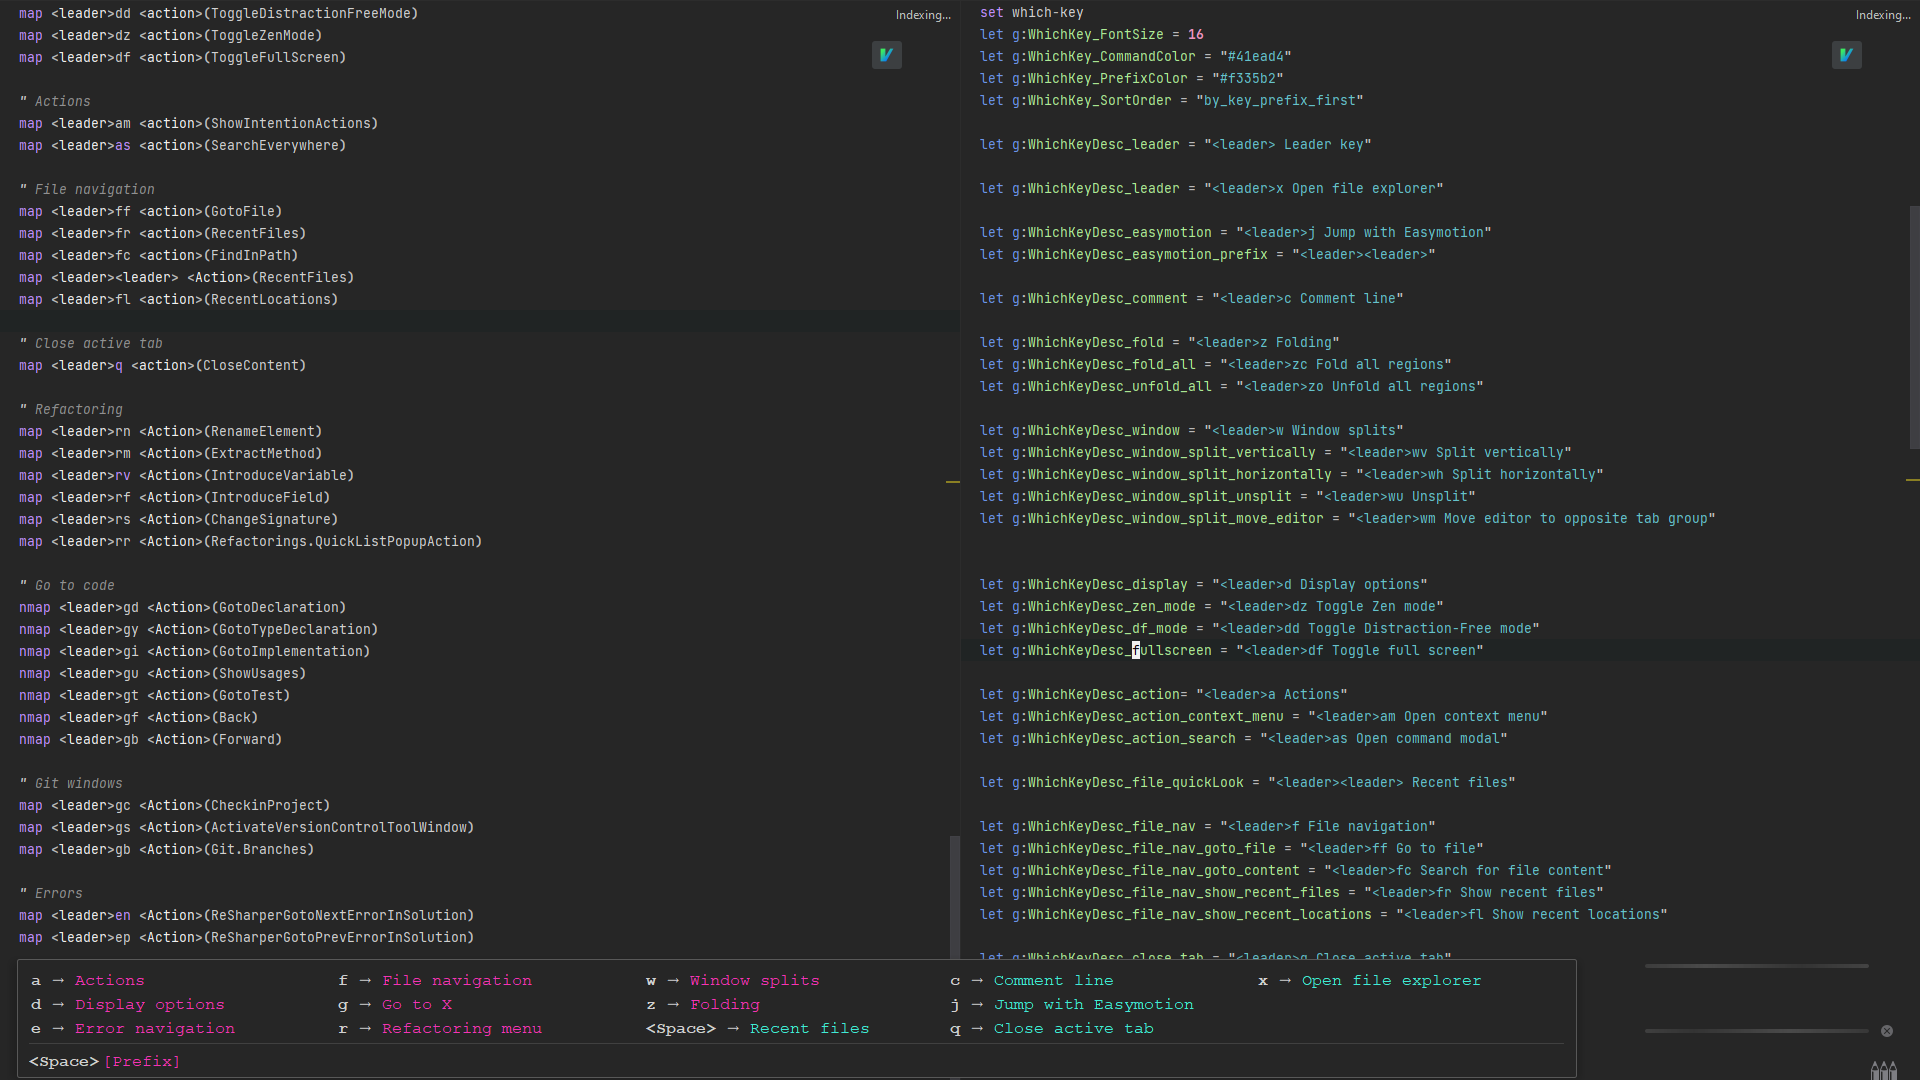 map <leader>dd <action>(ToggleDistractionFreeMode)
map <leader>dz <action>(ToggleZenMode)
map <leader>df <action>(ToggleFullScreen)
" Actions
map <leader>am <action>(ShowIntentionActions)
map <leader>as <action>(SearchEverywhere)
" File navigation
map <leader>ff <action>(GotoFile)
map <leader>fr <action>(RecentFiles)
map <leader>fc <action>(FindInPath)
map <leader><leader> <Action>(RecentFiles)
map <leader>fl <action>(RecentLocations)
" Close active tab
map <leader>q <action>(CloseContent)
" Refactoring
map <leader>rn <Action>(RenameElement)
map <leader>rm <Action>(ExtractMethod)
map <leader>rv <Action>(IntroduceVariable)
map <leader>rf <Action>(IntroduceField)
map <leader>rs <Action>(ChangeSignature)
map <leader>rr <Action>(Refactorings.QuickListPopupAction)
" Go to code
nmap <leader>gd <Action>(GotoDeclaration)
nmap <leader>gy <Action>(GotoTypeDeclaration)
nmap <leader>gi <Action>(GotoImplementation)
nmap <leader>gu <Action>(ShowUsages)
nmap <leader>gt <Action>(GotoTest)
nmap <leader>gf <Action>(Back)
nmap <leader>gb <Action>(Forward)
" Git windows
map <leader>gc <Action>(CheckinProject)
map <leader>gs <Action>(ActivateVersionControlToolWindow)
map <leader>gb <Action>(Git.Branches)
" Errors
map <leader>en <Action>(ReSharperGotoNextErrorInSolution)
map <leader>ep <Action>(ReSharperGotoPrevErrorInSolution)
Indexing...
set which-key
let g:WhichKey_FontSize = 16
let g:WhichKey_CommandColor = "#41ead4"
let g:WhichKey_PrefixColor = "#f335b2"
let g:WhichKey_SortOrder = "by_key_prefix_first"
let g:WhichKeyDesc_leader = "<leader> Leader key"
let g:WhichKeyDesc_leader = "<leader>x Open file explorer"
let g:WhichKeyDesc_easymotion = "<leader>j Jump with Easymotion"
let g:WhichKeyDesc_easymotion_prefix = "<leader><leader>"
let g:WhichKeyDesc_comment = "<leader>c Comment line"
let g:WhichKeyDesc_fold = "<leader>z Folding"
let g:WhichKeyDesc_fold_all = "<leader>zc Fold all regions"
let g:WhichKeyDesc_unfold_all = "<leader>zo Unfold all regions"
let g:WhichKeyDesc_window = "<leader>w Window splits"
let g:WhichKeyDesc_window_split_vertically = "<leader>wv Split vertically"
let g:WhichKeyDesc_window_split_horizontally = "<leader>wh Split horizontally"
let g:WhichKeyDesc_window_split_unsplit = "<leader>wu Unsplit"
let g:WhichKeyDesc_window_split_move_editor = "<leader>wm Move editor to opposite tab group"
let g:WhichKeyDesc_display = "<leader>d Display options"
let g:WhichKeyDesc_zen_mode = "<leader>dz Toggle Zen mode"
let g:WhichKeyDesc_df_mode = "<leader>dd Toggle Distraction-Free mode"
let g:WhichKeyDesc_fullscreen = "<leader>df Toggle full screen"
let g:WhichKeyDesc_action= "<leader>a Actions"
let g:WhichKeyDesc_action_context_menu = "<leader>am Open context menu"
let g:WhichKeyDesc_action_search = "<leader>as Open command modal"
let g:WhichKeyDesc_file_quickLook = "<leader><leader> Recent files"
let g:WhichKeyDesc_file_nav = "<leader>f File navigation"
let g:WhichKeyDesc_file_nav_goto_file = "<leader>ff Go to file"
let g:WhichKeyDesc_file_nav_goto_content = "<leader>fc Search for file content"
let g:WhichKeyDesc_file_nav_show_recent_files = "<leader>fr Show recent files"
let g:WhichKeyDesc_file_nav_show_recent_locations = "<leader>fl Show recent locations"
let g:WhichKeyDesc_close_tab = "<leader>q Close active tab"
Indexing...
a → Actions f → File navigation w → Window splits c → Comment line x → Open file explorer
d → Display options g → Go to X z → Folding j → Jump with Easymotion
e → Error navigation r → Refactoring menu <Space> → Recent files q → Close active tab
<Space>[Prefix]